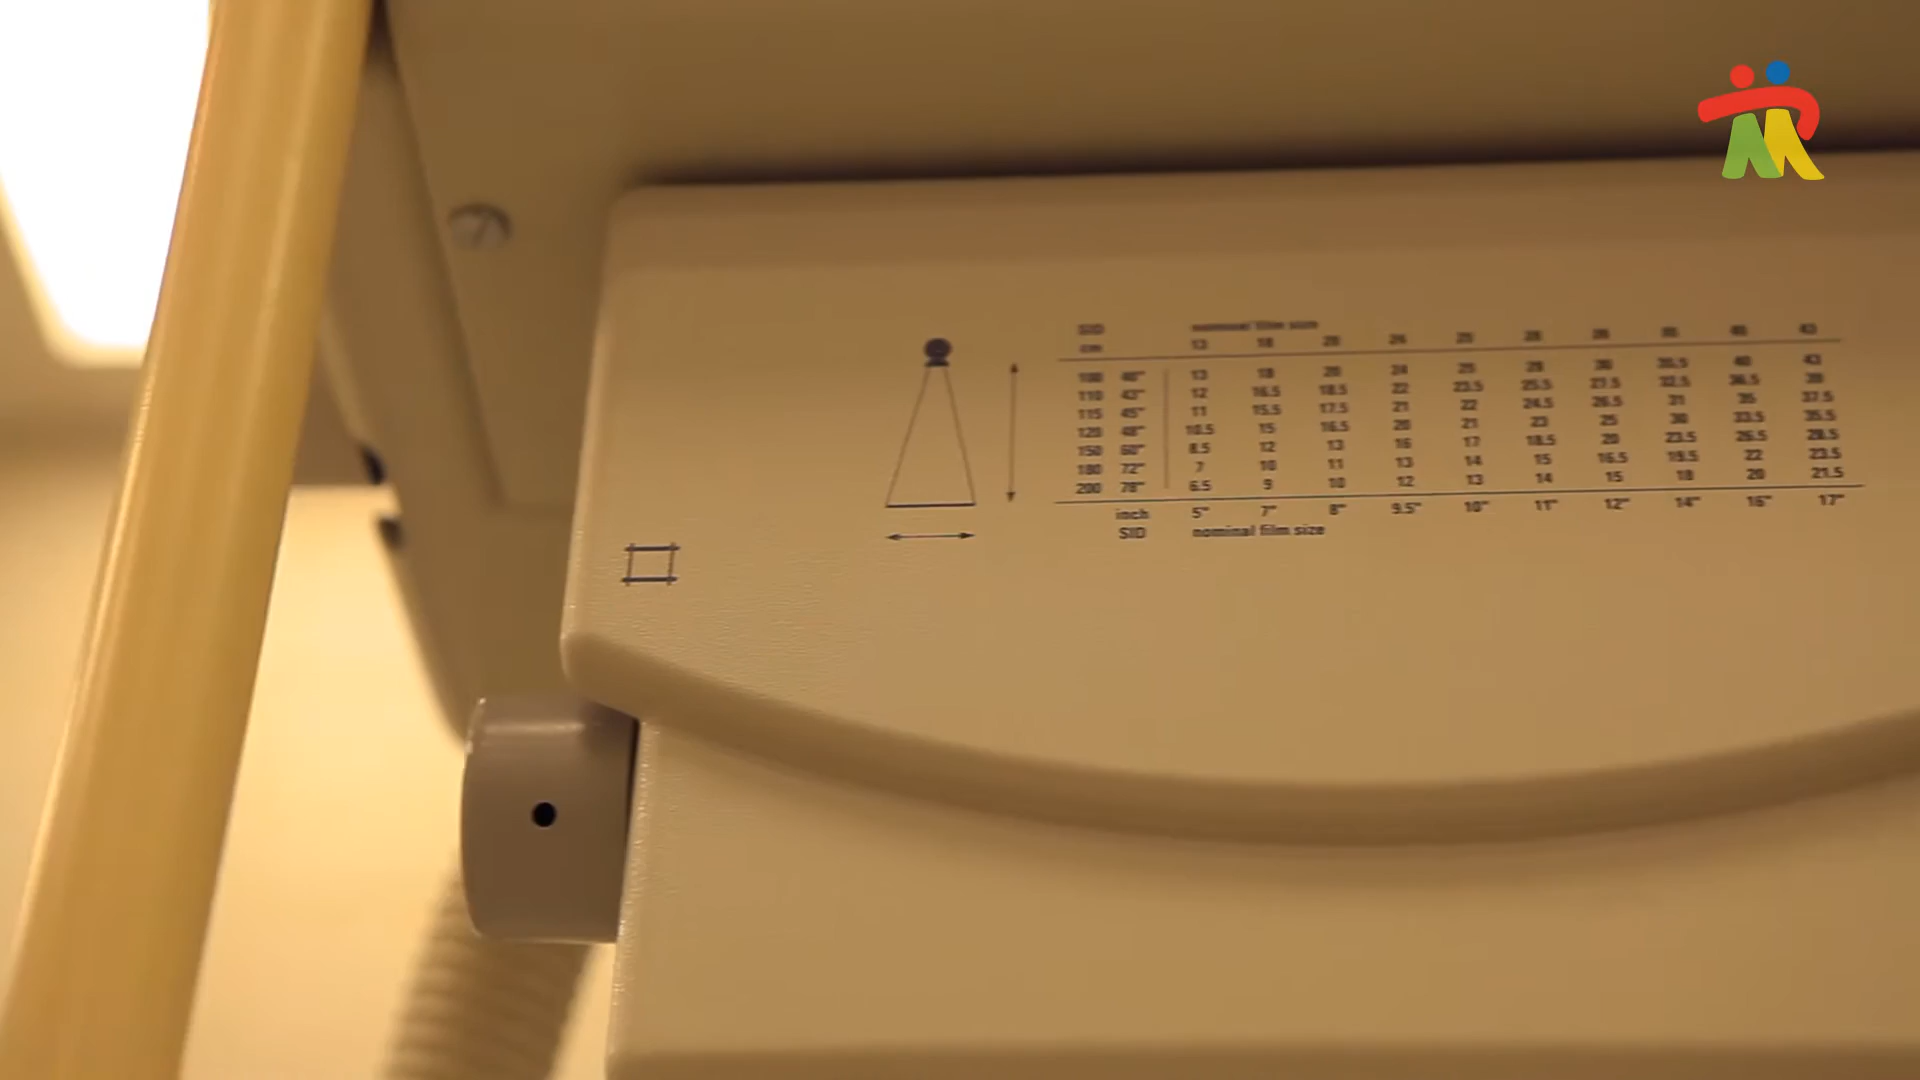 SID nominal film size
cm 13 18 20 24 25 28 30 35 40 43
100 40" 13 18 20 24 25 28 30 35.5 40 43
110 43" 12 16.5 18.5 22 23.5 25.5 27.5 32.5 36.5 39
115 45" 11 15.5 17.5 21 22 24.5 26.5 31 35 37.5
120 48" 10.5 15 16.5 20 21 23 25 30 33.5 35.5
150 60" 8.5 12 13 16 17 18.5 20 23.5 26.5 28.5
180 72" 7 10 11 13 14 15 16.5 19.5 22 23.5
200 78" 6.5 9 10 12 13 14 15 18 20 21.5
inch 5" 7" 8" 9.5" 10" 11" 12" 14" 16" 17"
SID nominal film size